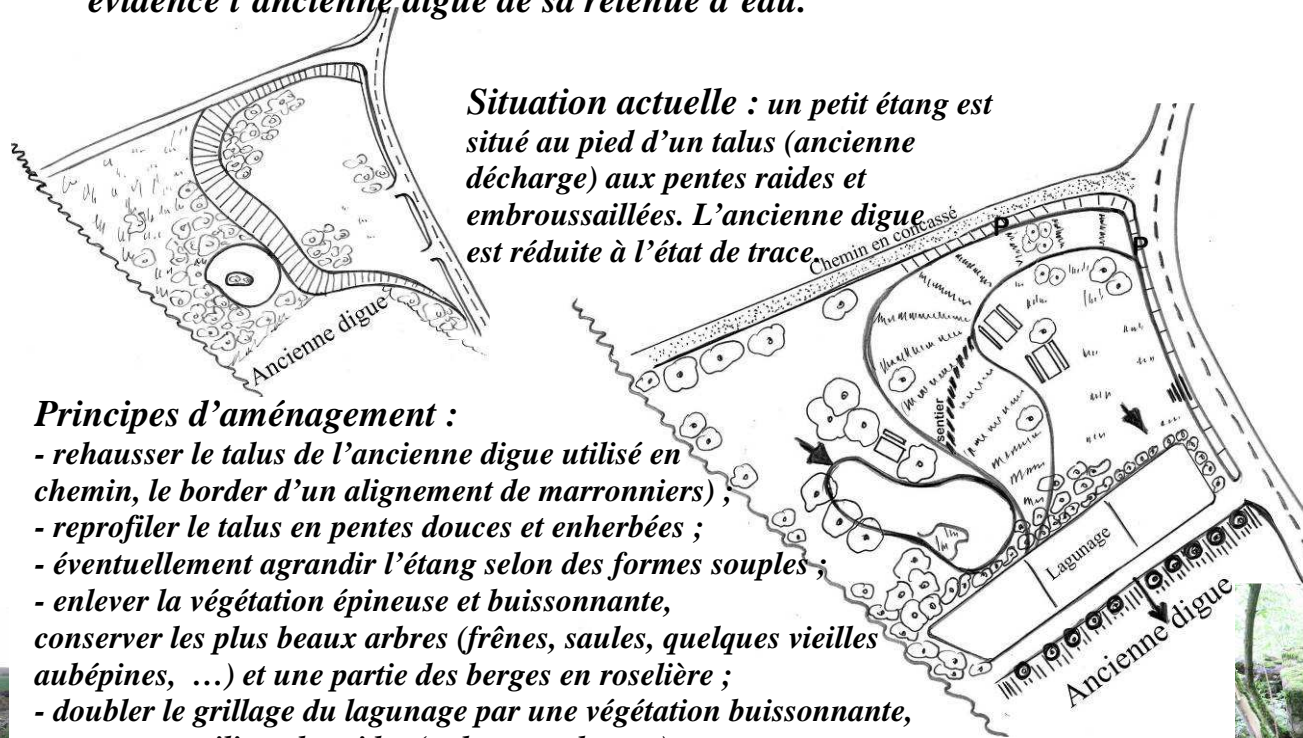 évidence l’ancienne digue de sa retenue d’eau.
Situation actuelle : un petit étang est
situé au pied d’un talus (ancienne
décharge) aux pentes raides et
embroussaillées. L’ancienne digue
est réduite à l’état de trace.
Ancienne digue
Chemin en concassé
P
P
sentier
Lagunage
Ancienne digue
Principes d’aménagement :
- rehausser le talus de l’ancienne digue utilisé en
chemin, le border d’un alignement de marronniers) ;
- reprofiler le talus en pentes douces et enherbées ;
- éventuellement agrandir l’étang selon des formes souples ;
- enlever la végétation épineuse et buissonnante,
conserver les plus beaux arbres (frênes, saules, quelques vieilles
aubépines, …) et une partie des berges en roselière ;
- doubler le grillage du lagunage par une végétation buissonnante,